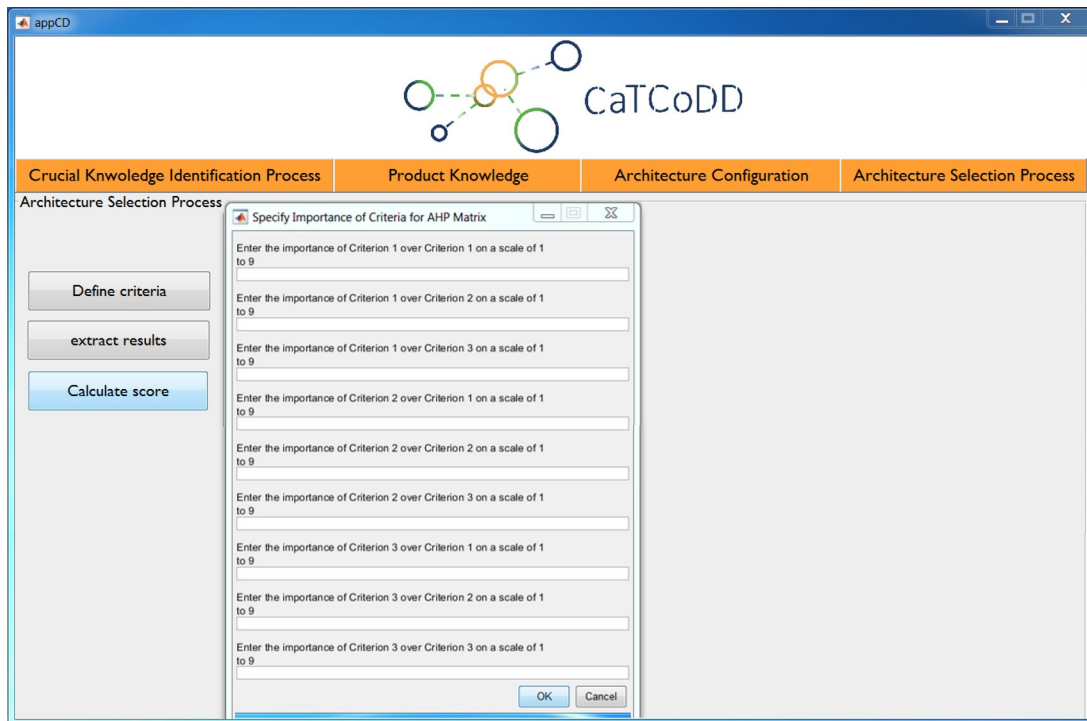 appCD
CaTCoDD
Crucial Knwoledge Identification Process Product Knowledge Architecture Configuration Architecture Selection Process
Architecture Selection Process
Define criteria
extract results
Calculate score
Specify Importance of Criteria for AHP Matrix
Enter the importance of Criterion 1 over Criterion 1 on a scale of 1
to 9
Enter the importance of Criterion 1 over Criterion 2 on a scale of 1
to 9
Enter the importance of Criterion 1 over Criterion 3 on a scale of 1
to 9
Enter the importance of Criterion 2 over Criterion 1 on a scale of 1
to 9
Enter the importance of Criterion 2 over Criterion 2 on a scale of 1
to 9
Enter the importance of Criterion 2 over Criterion 3 on a scale of 1
to 9
Enter the importance of Criterion 3 over Criterion 1 on a scale of 1
to 9
Enter the importance of Criterion 3 over Criterion 2 on a scale of 1
to 9
Enter the importance of Criterion 3 over Criterion 3 on a scale of 1
to 9
OK Cancel